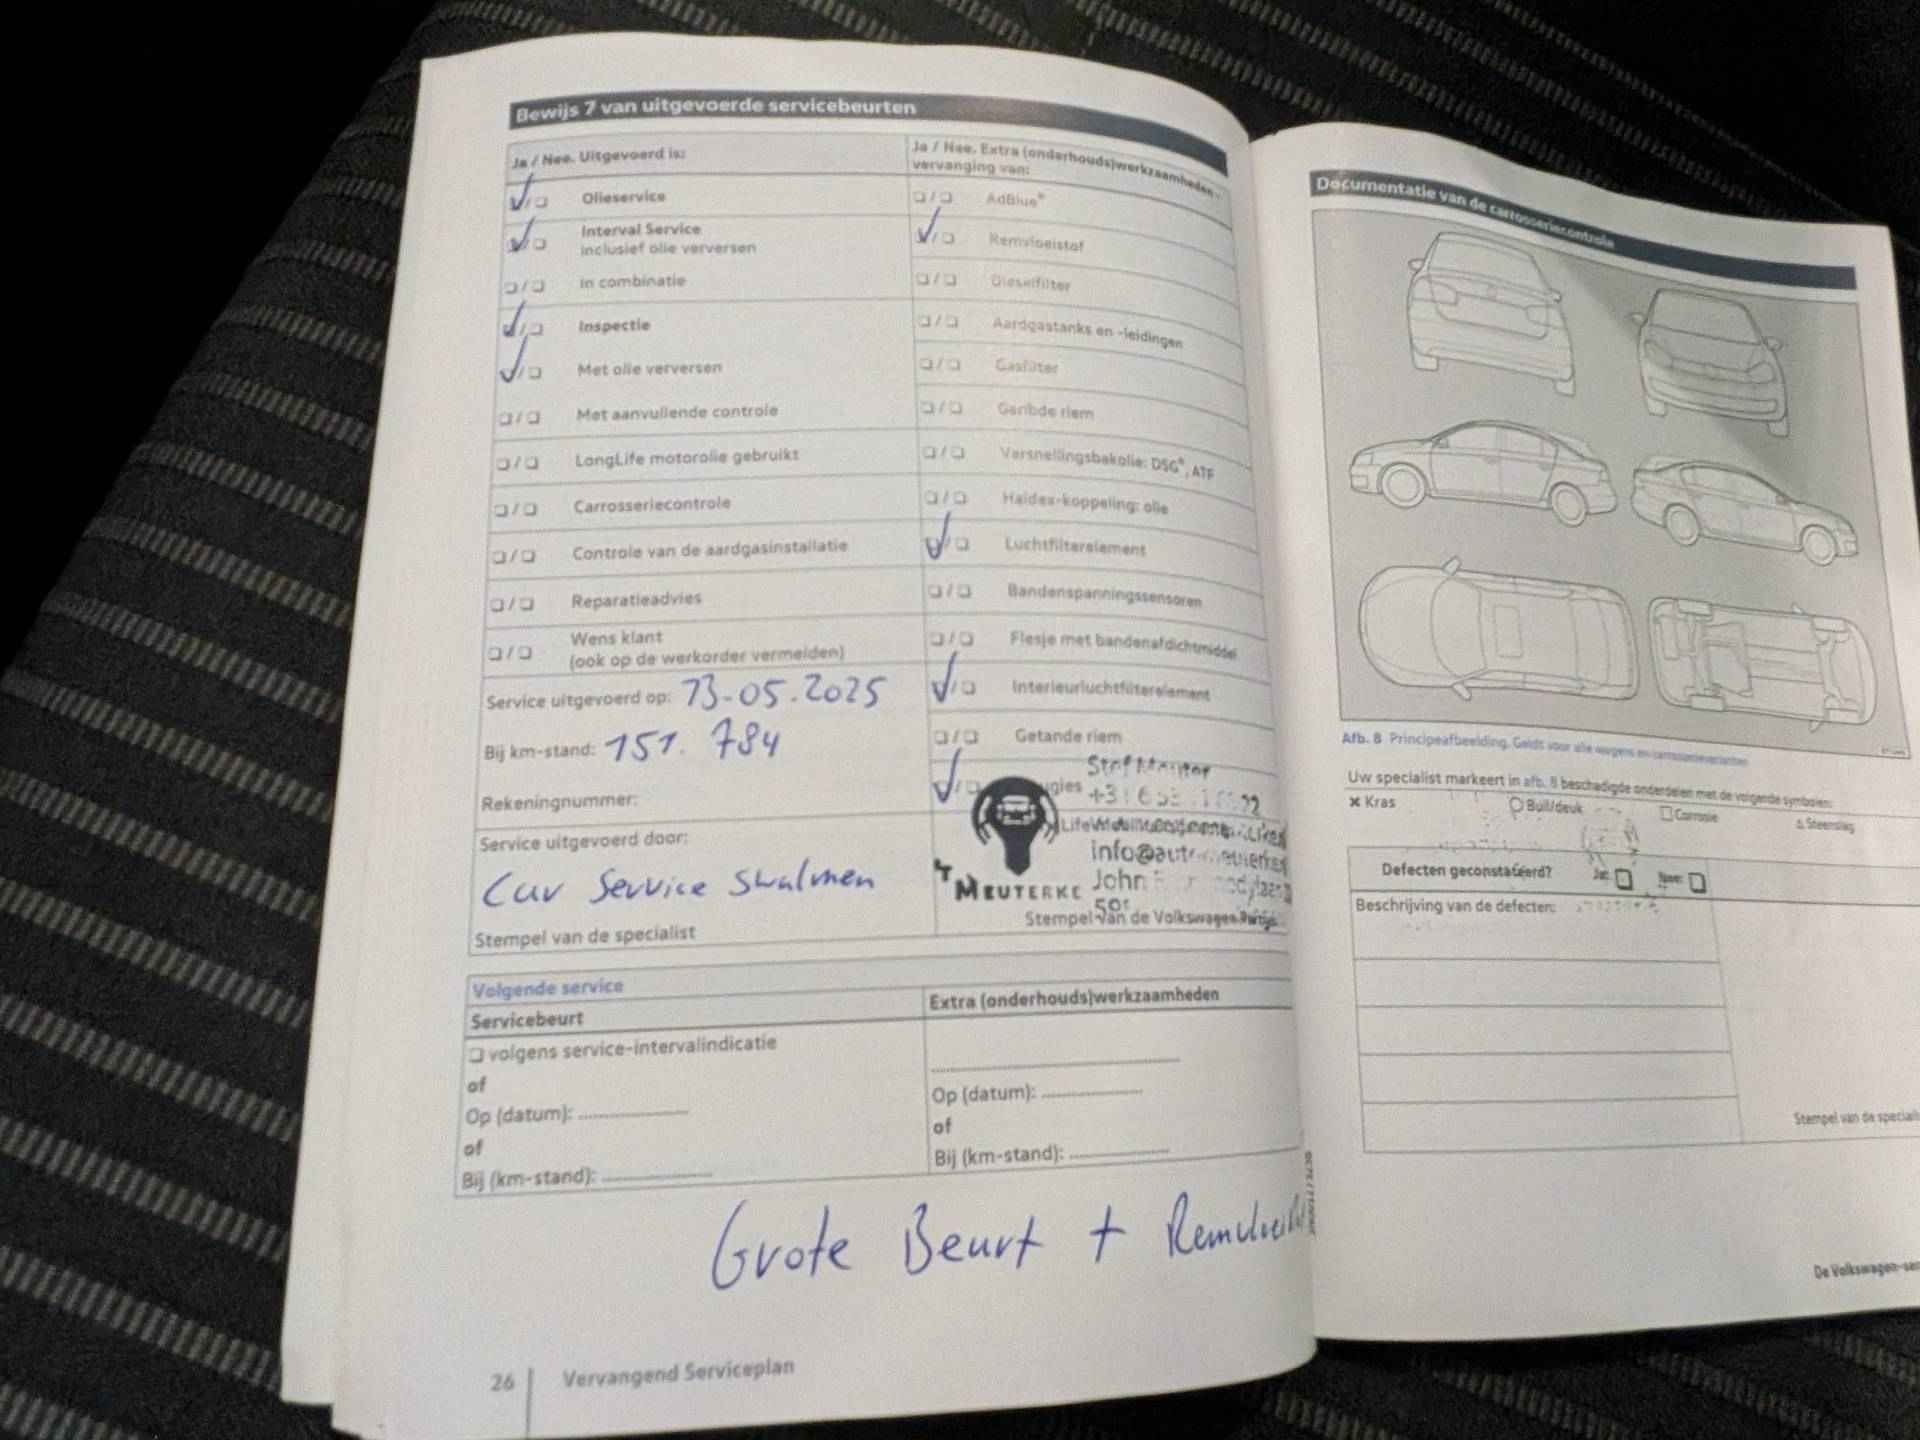 Bewijs 7 van uitgevoerde servicebeurten
Ja / Nee. Uitgevoerd is:
Olieservice
Interval Service
inclusief olie verversen
In combinatie
Inspectie
Met olie verversen
Met aanvullende controle
LongLife motorolie gebruikt
Carrosseriecontrole
Controle van de aardgasinstallatie
Reparatieadvies
Wens klant
(ook op de werkorder vermelden)
Service uitgevoerd op: 13-05-2025
Bij km-stand: 151. 784
Rekeningnummer:
Service uitgevoerd door:
Car Service Swalmen
Stempel van de specialist
Ja / Nee. Extra (onderhouds)werkzaamheden -
vervanging van:
AdBlue®
Remvloeistof
Dieselfilter
Aardgastanks en -leidingen
Gasfilter
Geribde riem
Versnellingsbakolie: DSG®, ATF
Haldex-koppeling: olie
Luchtfilterelement
Bandenspanningssensoren
Flesje met bandenafdichtmiddel
Interieurluchtfilterelement
Getande riem
'T
MEUTERKE
John
Stempel van de Volkswagen Partner
Volgende service
Servicebeurt
volgens service-intervalindicatie
of
Op (datum):
of
Bij (km-stand):
Extra (onderhouds)werkzaamheden
Op (datum):
of
Bij (km-stand):
Grote Beurt +
26 Vervangend Serviceplan
Documentatie van de carrosseriecontrole
Afb. 8 Principeafbeelding. Geldt voor alle wagens en carrosserievarianten
Uw specialist markeert in afb. 8 beschadigde onderdelen met de volgende symbolen:
Kras
Buil/deuk
Corrosie
Steenslag
Defecten geconstateerd? Ja: Nee:
Beschrijving van de defecten:
Stempel van de
De